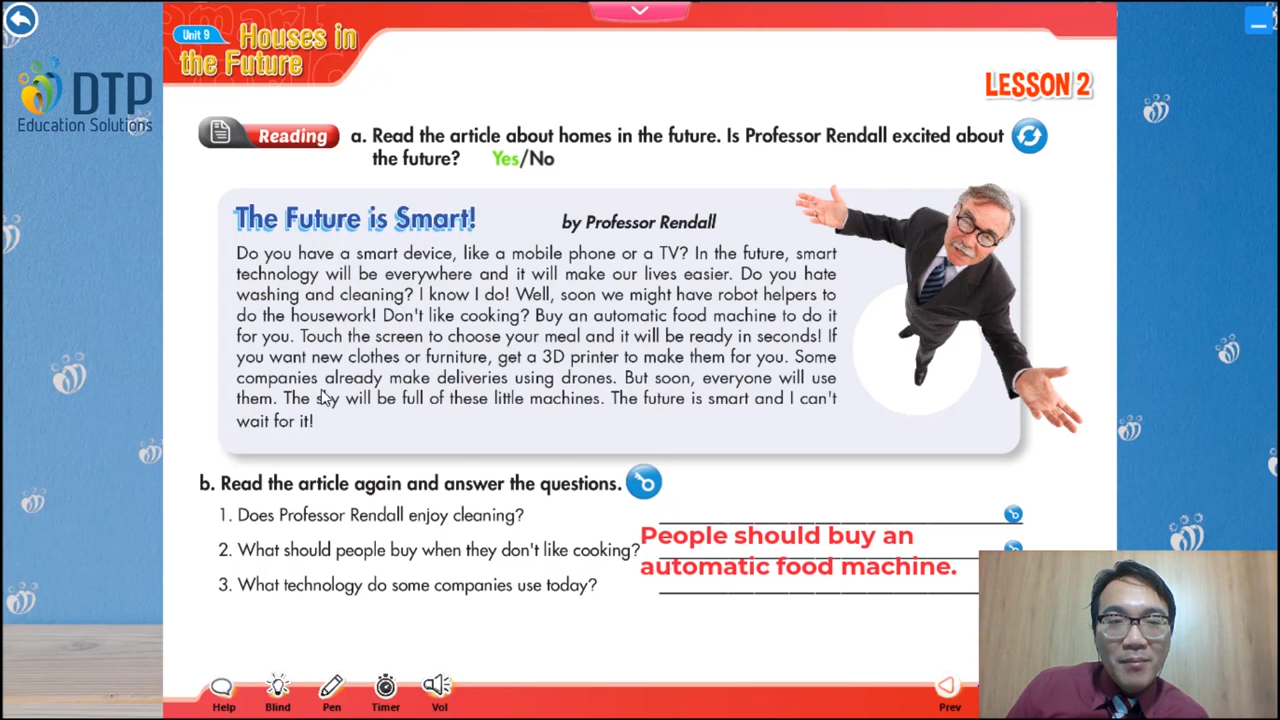 Unit 9
Houses in
the Future
DTP
Education Solutions
LESSON 2
Reading
a. Read the article about homes in the future. Is Professor Rendall excited about
the future? Yes/No
The Future is Smart!
by Professor Rendall
Do you have a smart device, like a mobile phone or a TV? In the future, smart
technology will be everywhere and it will make our lives easier. Do you hate
washing and cleaning? I know I do! Well, soon we might have robot helpers to
do the housework! Don't like cooking? Buy an automatic food machine to do it
for you. Touch the screen to choose your meal and it will be ready in seconds! If
you want new clothes or furniture, get a 3D printer to make them for you. Some
companies already make deliveries using drones. But soon, everyone will use
them. The sky will be full of these little machines. The future is smart and I can't
wait for it!
b. Read the article again and answer the questions.
1. Does Professor Rendall enjoy cleaning?
2. What should people buy when they don't like cooking?
People should buy an
automatic food machine.
3. What technology do some companies use today?
Help
Blind
Pen
Timer
Vol
Prev